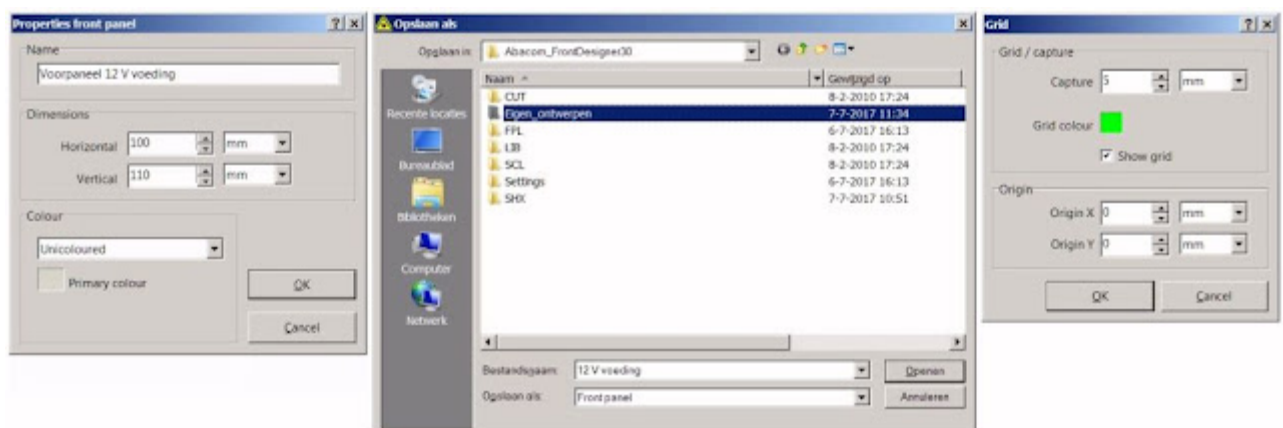 Properties front panel
Name
Voorpaneel 12 V voeding
Dimensions
Horizontal 100 mm
Vertical 110 mm
Colour
Unicoloured
Primary colour
OK
Cancel
Opslaan als
Opslaan in: Abacom_FrontDesigner30
Naam Gewijzigd op
CUT 8-2-2010 17:24
Eigen_ontwerpen 7-7-2017 11:34
FPL 6-7-2017 16:13
LIB 8-2-2010 17:24
SCL 8-2-2010 17:24
Settings 6-7-2017 16:13
SHX 7-7-2017 10:51
Recente locaties
Bureaublad
Bibliotheken
Computer
Netwerk
Bestandsnaam: 12 V voeding
Openen
Opslaan als: Front panel
Annuleren
Grid
Grid / capture
Capture 5 mm
Grid colour
Show grid
Origin
Origin X 0 mm
Origin Y 0 mm
OK Cancel